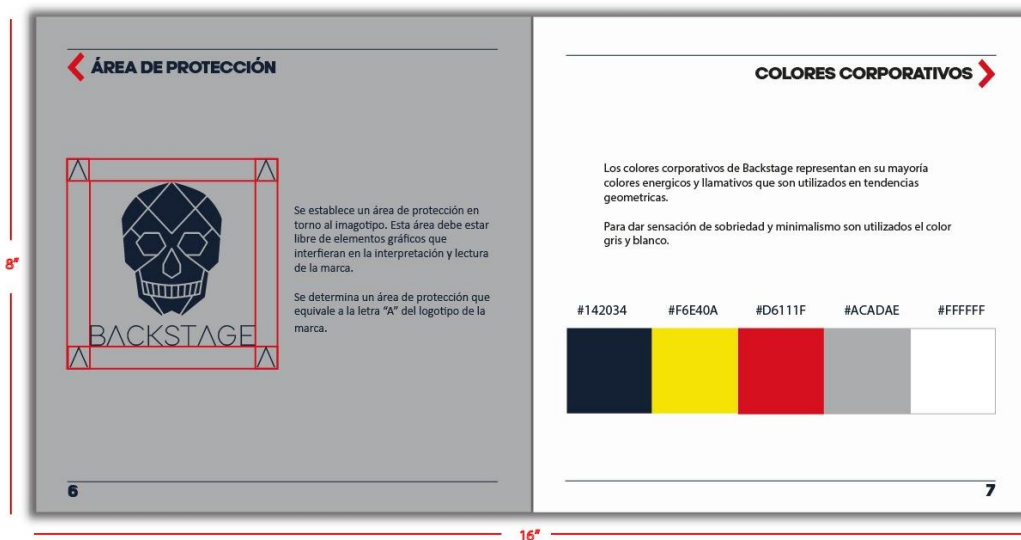 ÁREA DE PROTECCIÓN
Λ Λ
BΛCKSTΛGE
Λ Λ
Se establece un área de protección en
torno al imagotipo. Esta área debe estar
libre de elementos gráficos que
interfieran en la interpretación y lectura
de la marca.
Se determina un área de protección que
equivale a la letra “A” del logotipo de la
marca.
6
COLORES CORPORATIVOS
Los colores corporativos de Backstage representan en su mayoría
colores energicos y llamativos que son utilizados en tendencias
geometricas.
Para dar sensación de sobriedad y minimalismo son utilizados el color
gris y blanco.
#142034 #F6E40A #D6111F #ACADAE #FFFFFF
7
8"
16"